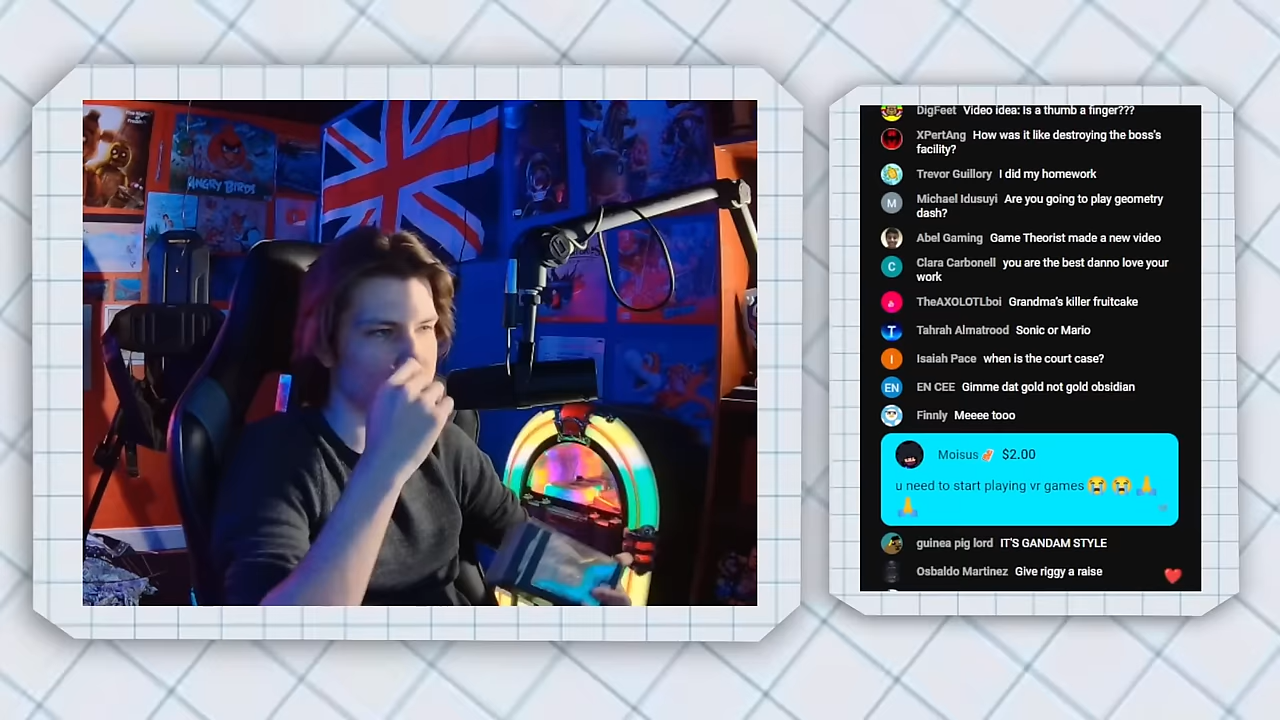 ANGRY BIRDS
DigFeet Video idea: Is a thumb a finger???
XPertAng How was it like destroying the boss's
facility?
Trevor Guillory I did my homework
M Michael Idusuyi Are you going to play geometry
dash?
Abel Gaming Game Theorist made a new video
C Clara Carbonell you are the best danno love your
work
TheAXOLOTLboi Grandma's killer fruitcake
T Tahrah Almatrood Sonic or Mario
I Isaiah Pace when is the court case?
EN EN CEE Gimme dat gold not gold obsidian
Finnly Meeee tooo
Moisus $2.00
u need to start playing vr games😭😭🙏
🙏
guinea pig lord IT'S GANDAM STYLE
Osbaldo Martinez Give riggy a raise